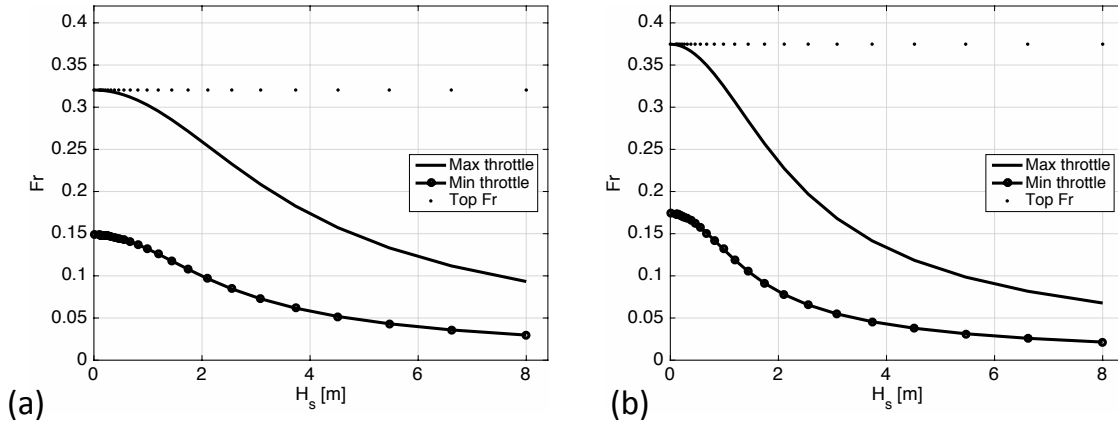 0.4
0.35
0.3
0.25
0.2
0.15
0.1
0.05
0
Fr
0 2 4 6 8
H_s [m]
Max throttle
Min throttle
Top Fr
(a)
0.4
0.35
0.3
0.25
0.2
0.15
0.1
0.05
0
Fr
0 2 4 6 8
H_s [m]
Max throttle
Min throttle
Top Fr
(b)